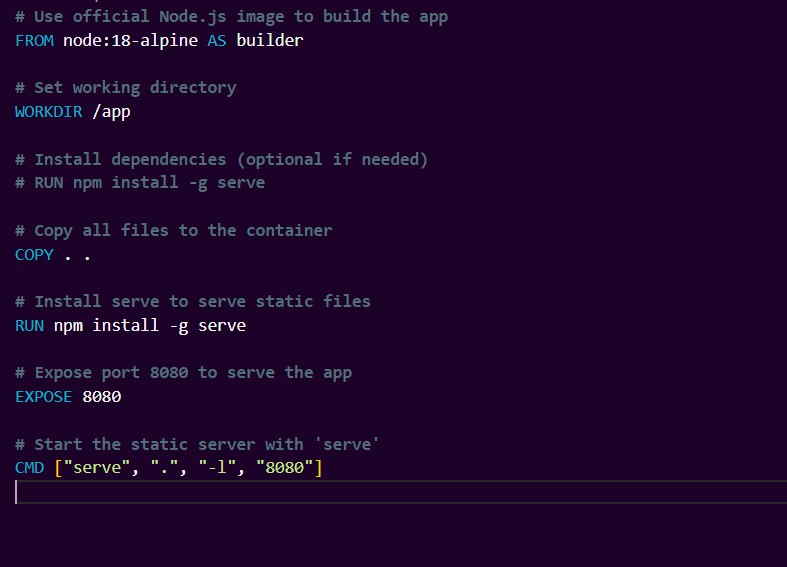 # Use official Node.js image to build the app
FROM node:18-alpine AS builder
# Set working directory
WORKDIR /app
# Install dependencies (optional if needed)
# RUN npm install -g serve
# Copy all files to the container
COPY . .
# Install serve to serve static files
RUN npm install -g serve
# Expose port 8080 to serve the app
EXPOSE 8080
# Start the static server with 'serve'
CMD ["serve", ".", "-l", "8080"]